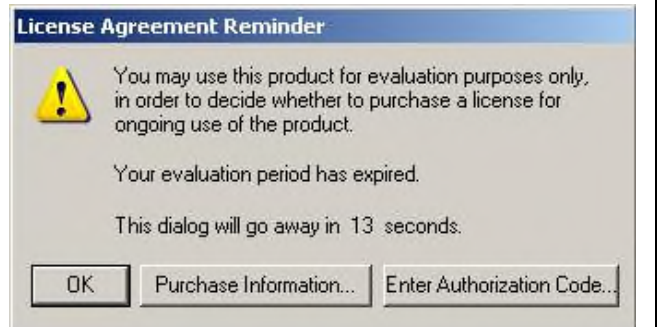 License Agreement Reminder
You may use this product for evaluation purposes only,
in order to decide whether to purchase a license for
ongoing use of the product.
Your evaluation period has expired.
This dialog will go away in 13 seconds.
OK
Purchase Information...
Enter Authorization Code...